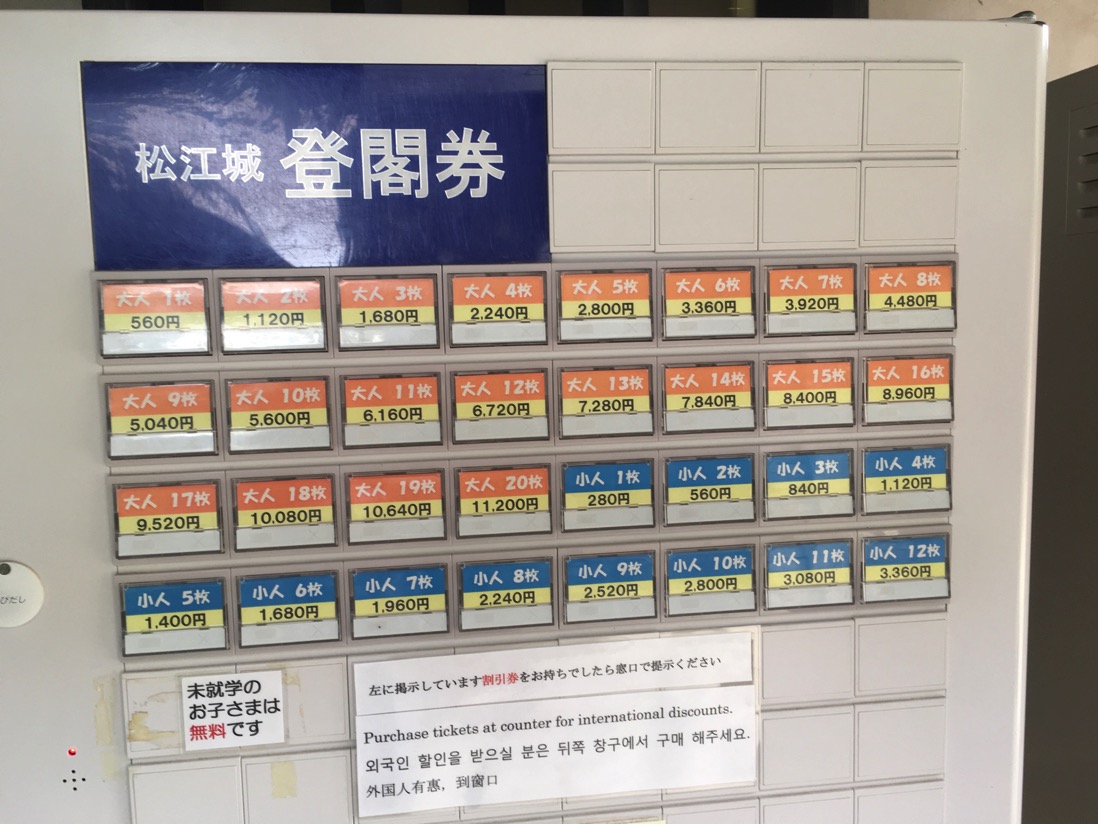 松江城 登閣券
大人 1枚
560円
大人 2枚
1,120円
大人 3枚
1,680円
大人 4枚
2,240円
大人 5枚
2,800円
大人 6枚
3,360円
大人 7枚
3,920円
大人 8枚
4,480円
大人 9枚
5,040円
大人 10枚
5,600円
大人 11枚
6,160円
大人 12枚
6,720円
大人 13枚
7,280円
大人 14枚
7,840円
大人 15枚
8,400円
大人 16枚
8,960円
大人 17枚
9,520円
大人 18枚
10,080円
大人 19枚
10,640円
大人 20枚
11,200円
小人 1枚
280円
小人 2枚
560円
小人 3枚
840円
小人 4枚
1,120円
小人 5枚
1,400円
小人 6枚
1,680円
小人 7枚
1,960円
小人 8枚
2,240円
小人 9枚
2,520円
小人 10枚
2,800円
小人 11枚
3,080円
小人 12枚
3,360円
びだし
未就学の
お子さまは
無料です
左に掲示しています割引券をお持ちでしたら窓口で提示ください
Purchase tickets at counter for international discounts.
외국인 할인을 받으실 분은 뒤쪽 창구에서 구매 해주세요.
外国人有惠，到窗口